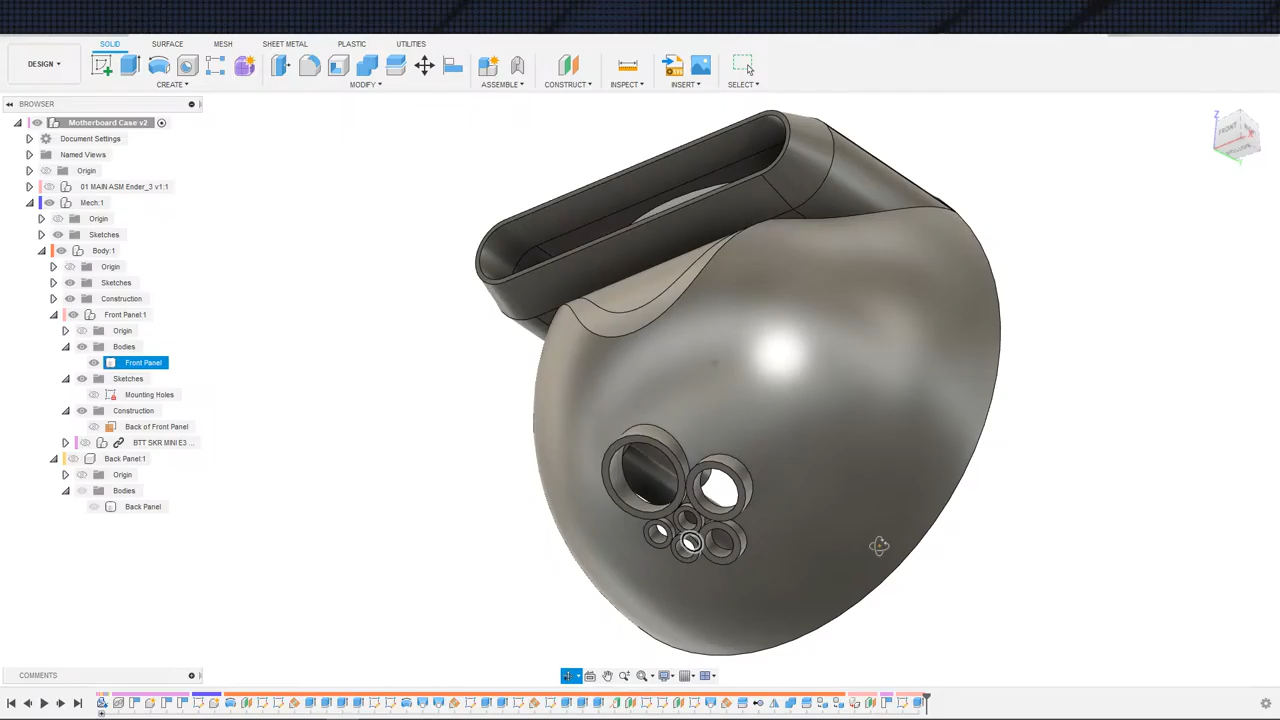 SOLID SURFACE MESH SHEET METAL PLASTIC UTILITIES
DESIGN
CREATE MODIFY ASSEMBLE CONSTRUCT INSPECT INSERT SELECT
BROWSER
Motherboard Case v2
Document Settings
Named Views
Origin
01 MAIN ASM Ender_3 v1:1
Mech:1
Origin
Sketches
Body:1
Origin
Sketches
Construction
Front Panel:1
Origin
Bodies
Front Panel
Sketches
Mounting Holes
Construction
Back of Front Panel
BTT SKR MINI E3 ...
Back Panel:1
Origin
Bodies
Back Panel
COMMENTS
Z
FRONT